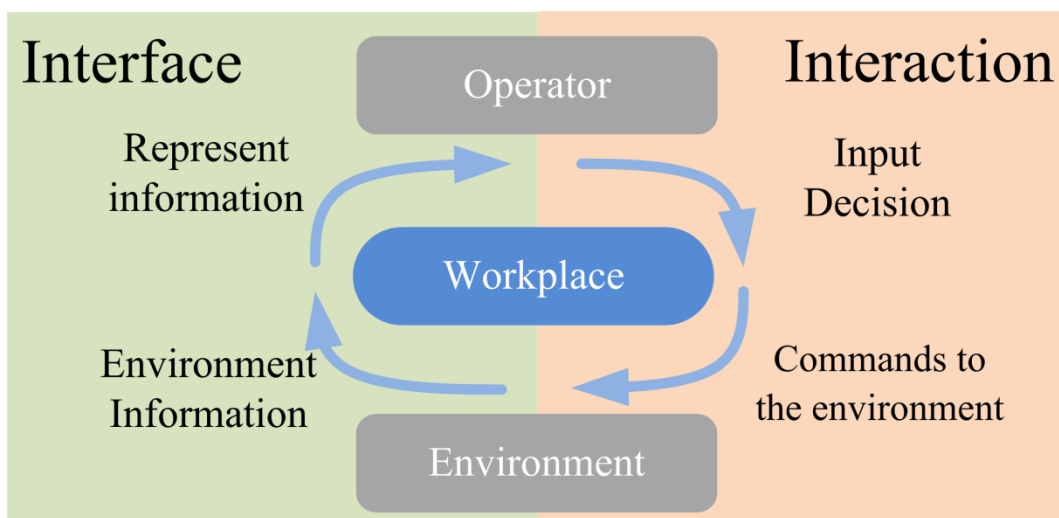 Interface
Operator
Interaction
Represent
information
Input
Decision
Workplace
Environment
Information
Commands to
the environment
Environment